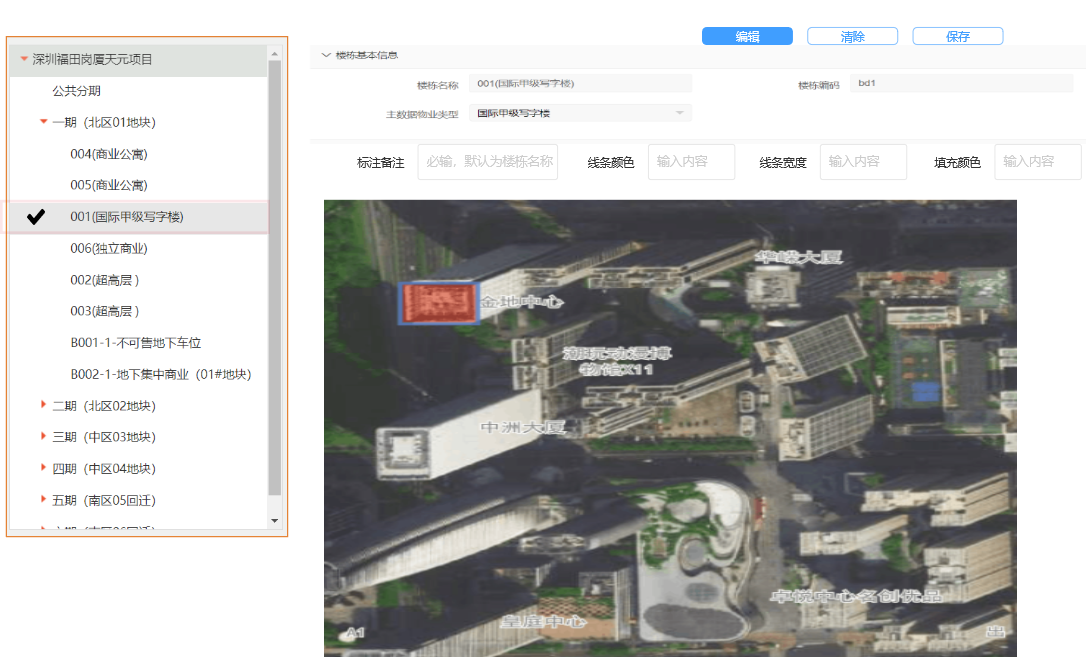 编辑
清除
保存
深圳福田岗厦天元项目
公共分期
一期（北区01地块）
004(商业公寓)
005(商业公寓)
001(国际甲级写字楼)
006(独立商业)
002(超高层 )
003(超高层 )
B001-1-不可售地下车位
B002-1-地下集中商业（01#地块）
二期（北区02地块）
三期（中区03地块）
四期（中区04地块）
五期（南区05回迁）
楼栋基本信息
楼栋名称 001(国际甲级写字楼) 楼栋编码 bd1
主数据物业类型 国际甲级写字楼
标注备注 必输，默认为楼栋名称 线条颜色 输入内容 线条宽度 输入内容 填充颜色 输入内容
华嵘大厦
金地中心
物馆X11
中洲大厦
卓悦中心名创优品
皇庭中心
A1